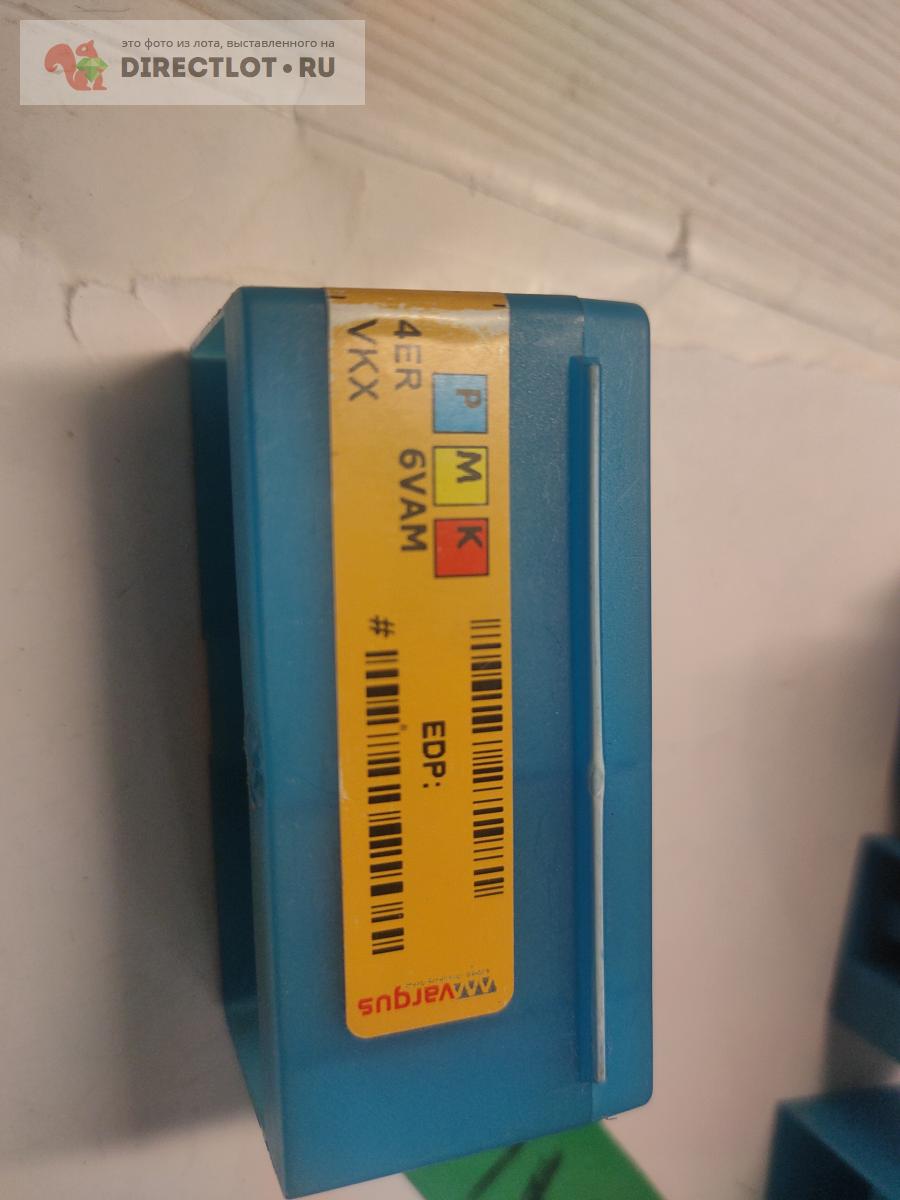 это фото из лота, выставленного на
DIRECTLOT•RU
P M K
4ER 6VAM
VKX
EDP:
#
vargus